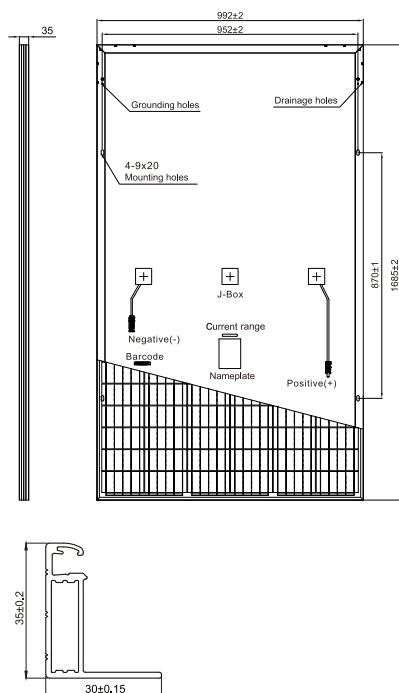 992±2
35
952±2
Grounding holes
Drainage holes
4-9x20
Mounting holes
870±1
1685±2
J-Box
Current range
Negative(-)
Barcode
Nameplate
Positive(+)
35±0.2
30±0.15